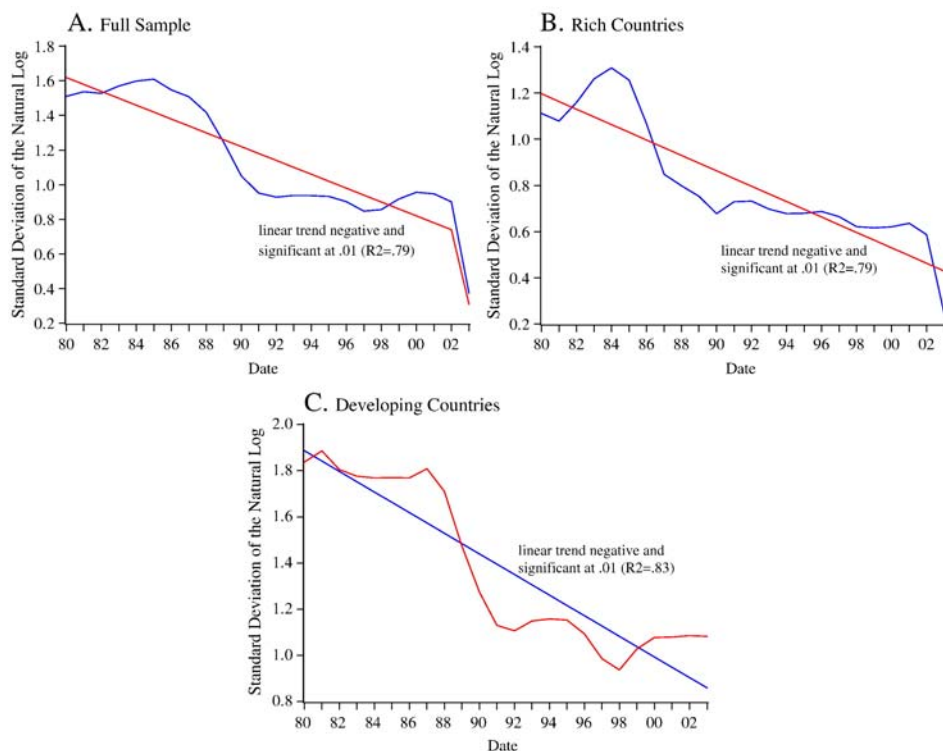 A. Full Sample
Standard Deviation of the Natural Log
1.8
1.6
1.4
1.2
1.0
0.8
0.6
0.4
0.2
linear trend negative and
significant at .01 (R2=.79)
80 82 84 86 88 90 92 94 96 98 00 02
Date
B. Rich Countries
Standard Deviation of the Natural Log
1.4
1.2
1.0
0.8
0.6
0.4
0.2
linear trend negative and
significant at .01 (R2=.79)
80 82 84 86 88 90 92 94 96 98 00 02
Date
C. Developing Countries
Standard Deviation of the Natural Log
2.0
1.8
1.6
1.4
1.2
1.0
0.8
linear trend negative and
significant at .01 (R2=.83)
80 82 84 86 88 90 92 94 96 98 00 02
Date